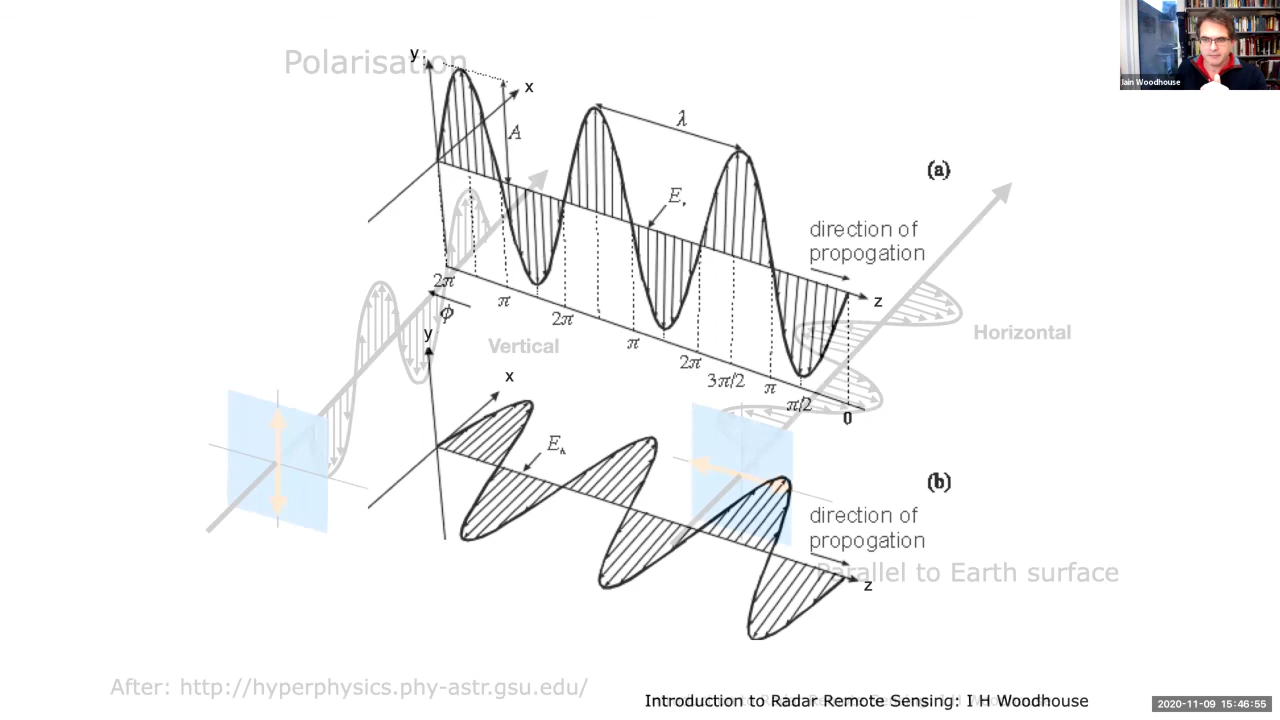 Polarisation
y
x
A
λ
(a)
E
direction of
propogation
z
2π
π
2π
π
2π
3π/2
π
π/2
0
ϕ
Vertical
Horizontal
y
x
E
h
(b)
direction of
propogation
z
Parallel to Earth surface
After: http://hyperphysics.phy-astr.gsu.edu/
Introduction to Radar Remote Sensing: I H Woodhouse
Iain Woodhouse
2020-11-09 15:46:55